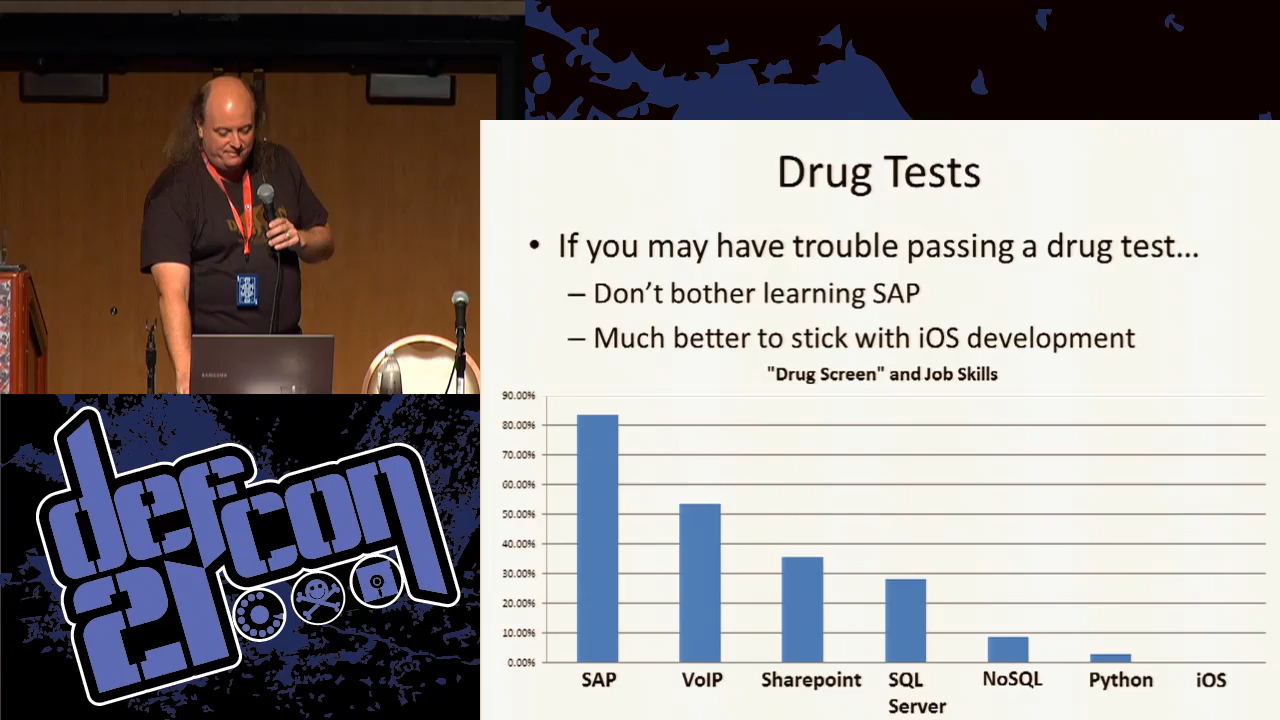 Drug Tests
• If you may have trouble passing a drug test…
– Don't bother learning SAP
– Much better to stick with iOS development
"Drug Screen" and Job Skills
90.00%
80.00%
70.00%
60.00%
50.00%
40.00%
30.00%
20.00%
10.00%
0.00%
SAP VoIP Sharepoint SQL Server NoSQL Python iOS
SAMSUNG
defcon
21